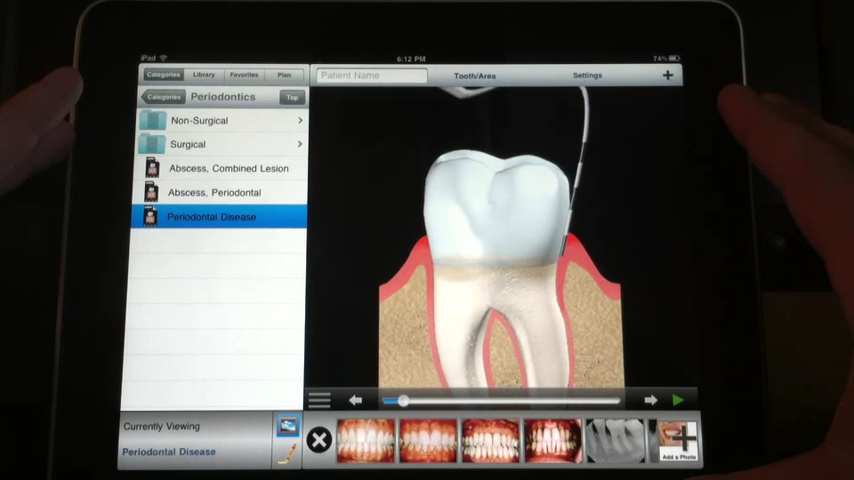 iPod 6:12 PM 74%
Categories Library Favorites Plan
Patient Name Tooth/Area Settings
Categories Periodontics Top
Non-Surgical
Surgical
Abscess, Combined Lesion
Abscess, Periodontal
Periodontal Disease
Currently Viewing
Periodontal Disease
Add a Photo